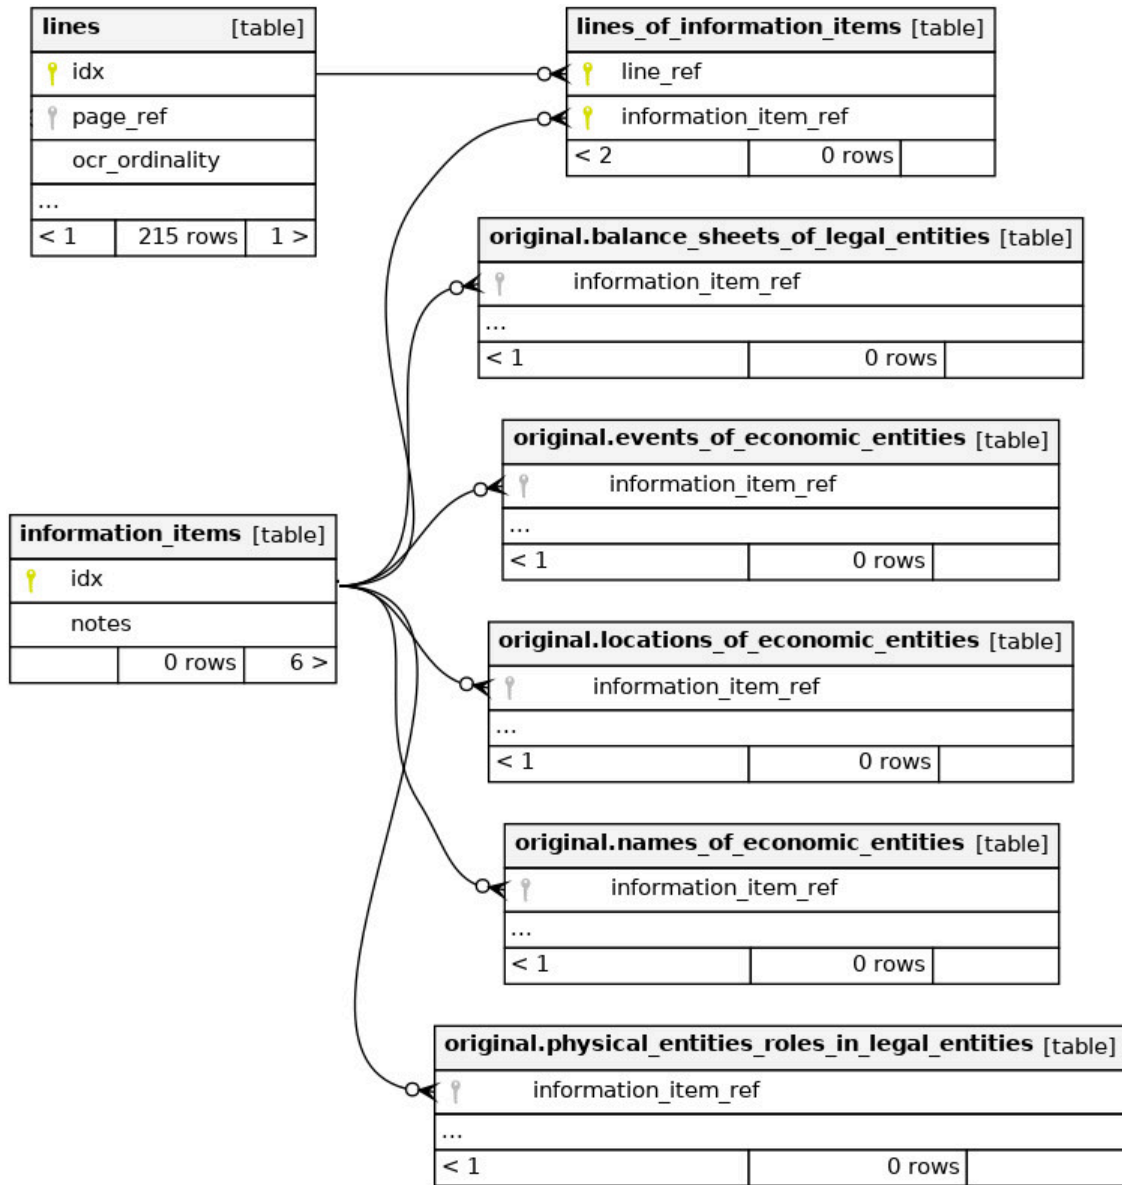 lines [table]
idx
page_ref
ocr_ordinality
...
< 1 215 rows 1 >
lines_of_information_items [table]
line_ref
information_item_ref
< 2 0 rows
original.balance_sheets_of_legal_entities [table]
information_item_ref
...
< 1 0 rows
original.events_of_economic_entities [table]
information_item_ref
...
< 1 0 rows
information_items [table]
idx
notes
0 rows 6 >
original.locations_of_economic_entities [table]
information_item_ref
...
< 1 0 rows
original.names_of_economic_entities [table]
information_item_ref
...
< 1 0 rows
original.physical_entities_roles_in_legal_entities [table]
information_item_ref
...
< 1 0 rows